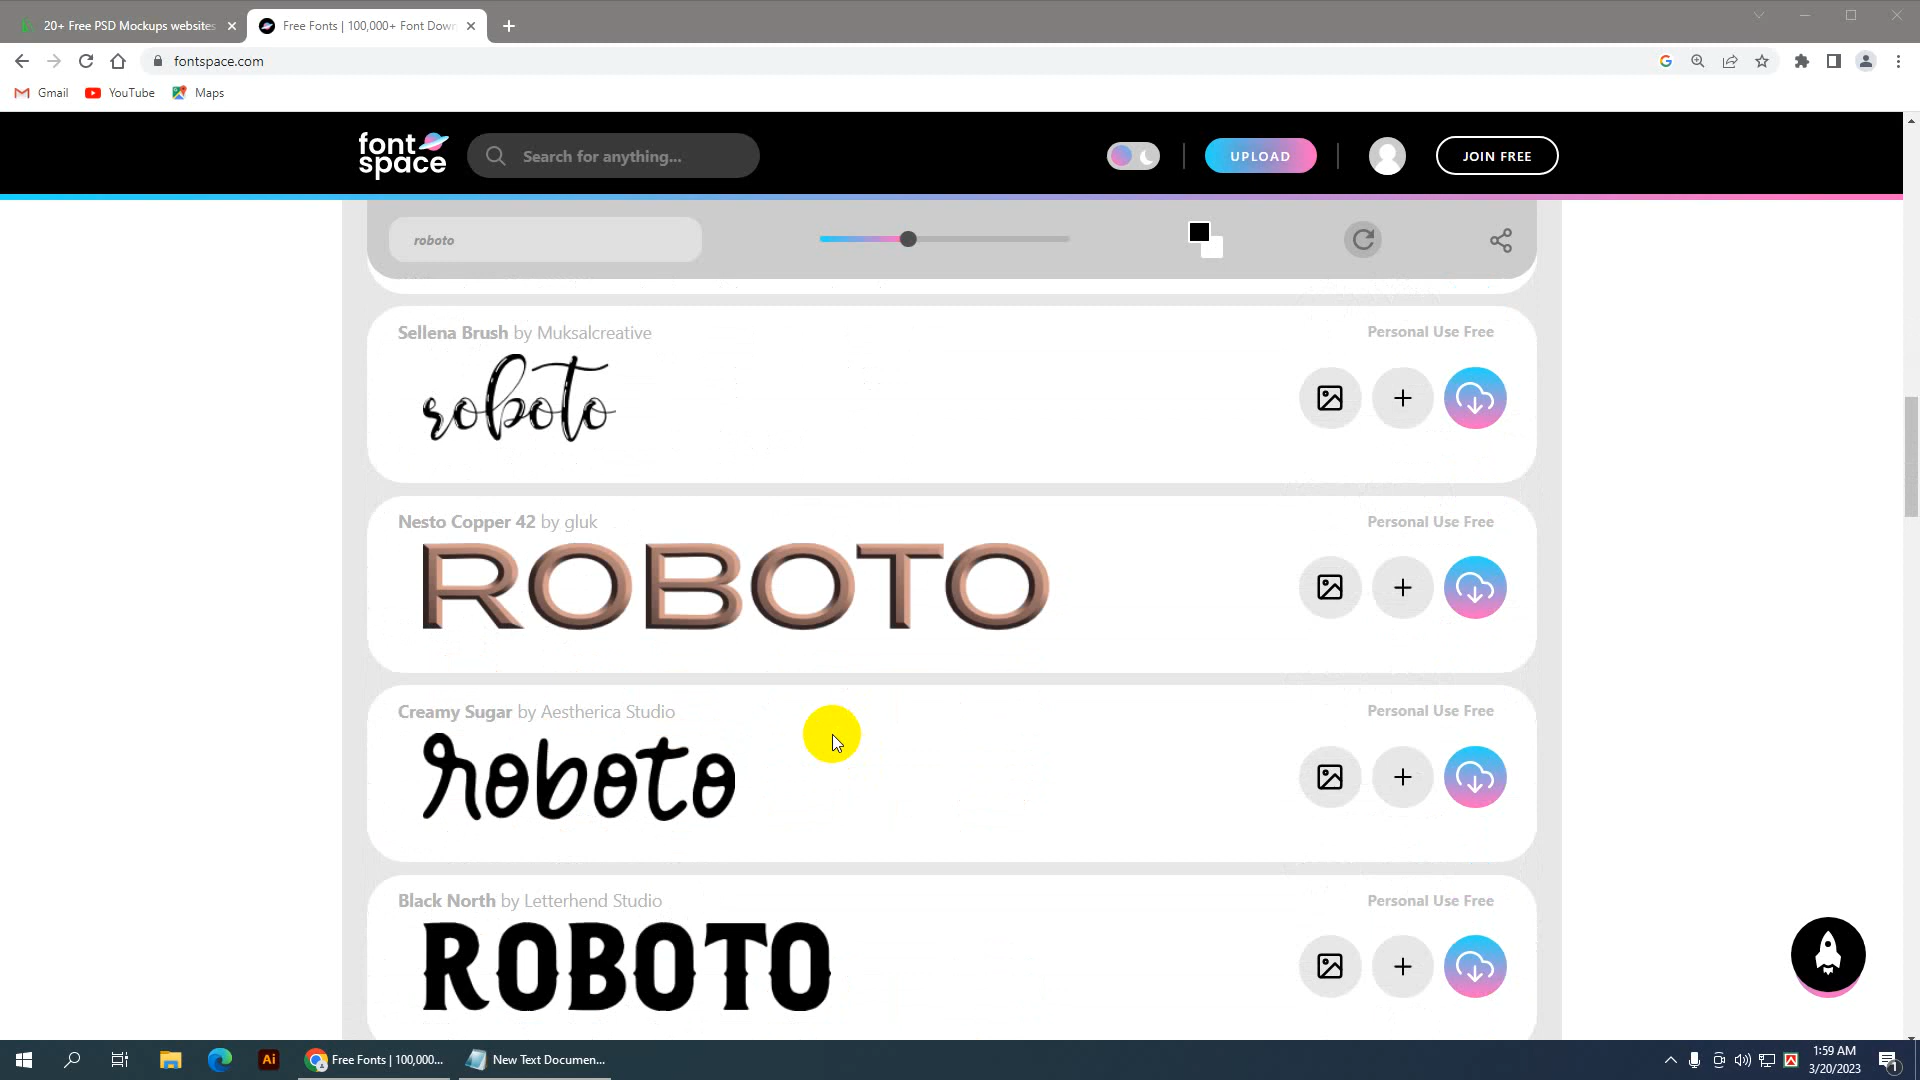 20+ Free PSD Mockups websites
Free Fonts | 100,000+ Font Down
fontspace.com
Gmail YouTube Maps
font space
Search for anything...
UPLOAD
JOIN FREE
roboto
Sellena Brush by Muksalcreative
Personal Use Free
roboto
Nesto Copper 42 by gluk
Personal Use Free
ROBOTO
Creamy Sugar by Aestherica Studio
Personal Use Free
roboto
Black North by Letterhend Studio
Personal Use Free
ROBOTO
Ai
Free Fonts | 100,000...
New Text Documen...
1:59 AM
3/20/2023
1